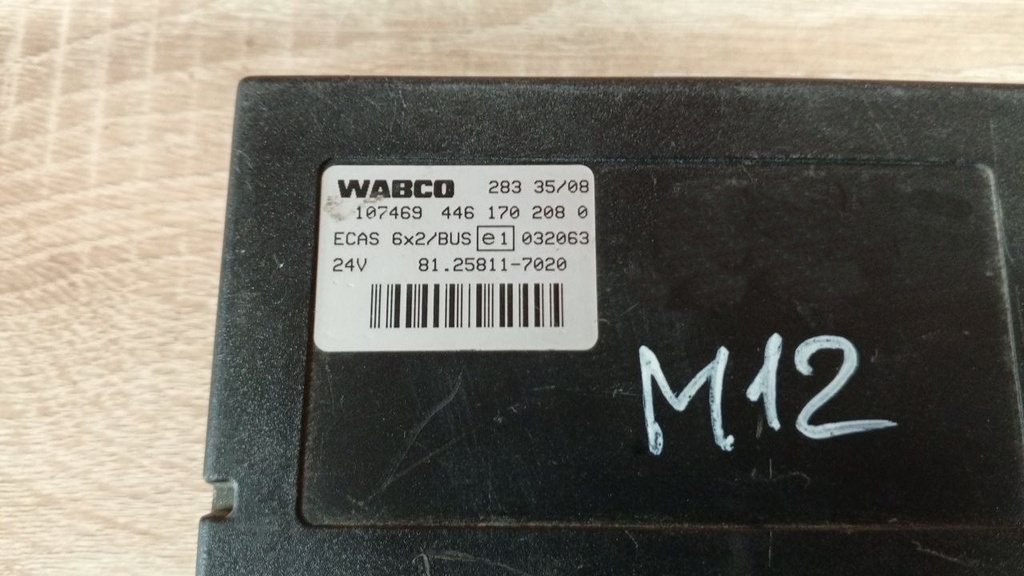 WABCO 283 35/08
107469 446 170 208 0
ECAS 6x2/BUS e1 032063
24V 81.25811-7020
M12